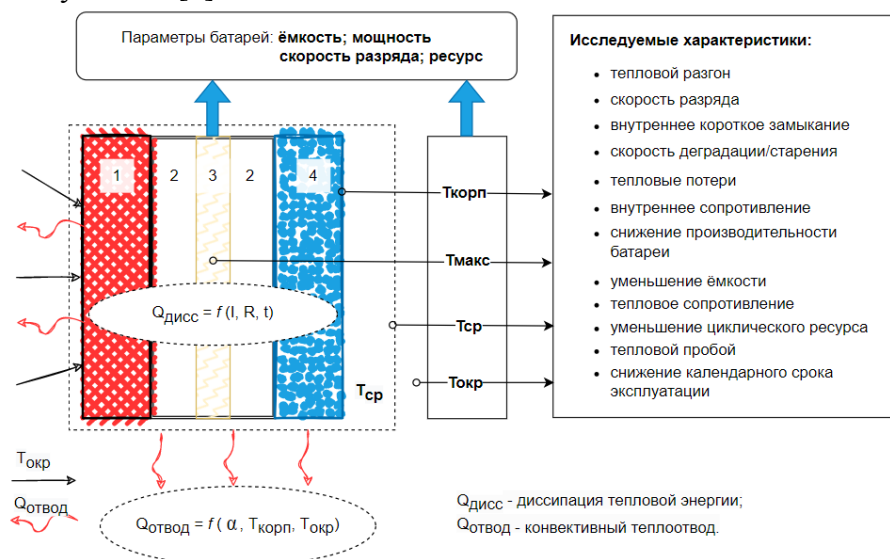 Параметры батарей: ёмкость; мощность
скорость разряда; ресурс
Исследуемые характеристики:
• тепловой разгон
• скорость разряда
• внутреннее короткое замыкание
• скорость деградации/старения
• тепловые потери
• внутреннее сопротивление
• снижение производительности
батареи
• уменьшение ёмкости
• тепловое сопротивление
• уменьшение циклического ресурса
• тепловой пробой
• снижение календарного срока
эксплуатации
1 2 3 2 4
Tкорп
Tмакс
Qдисс = f (I, R, t)
Tср
Tср
Tокр
Tокр
Qотвод
Qотвод = f ( α , Tкорп, Tокр)
Qдисс - диссипация тепловой энергии;
Qотвод - конвективный теплоотвод.